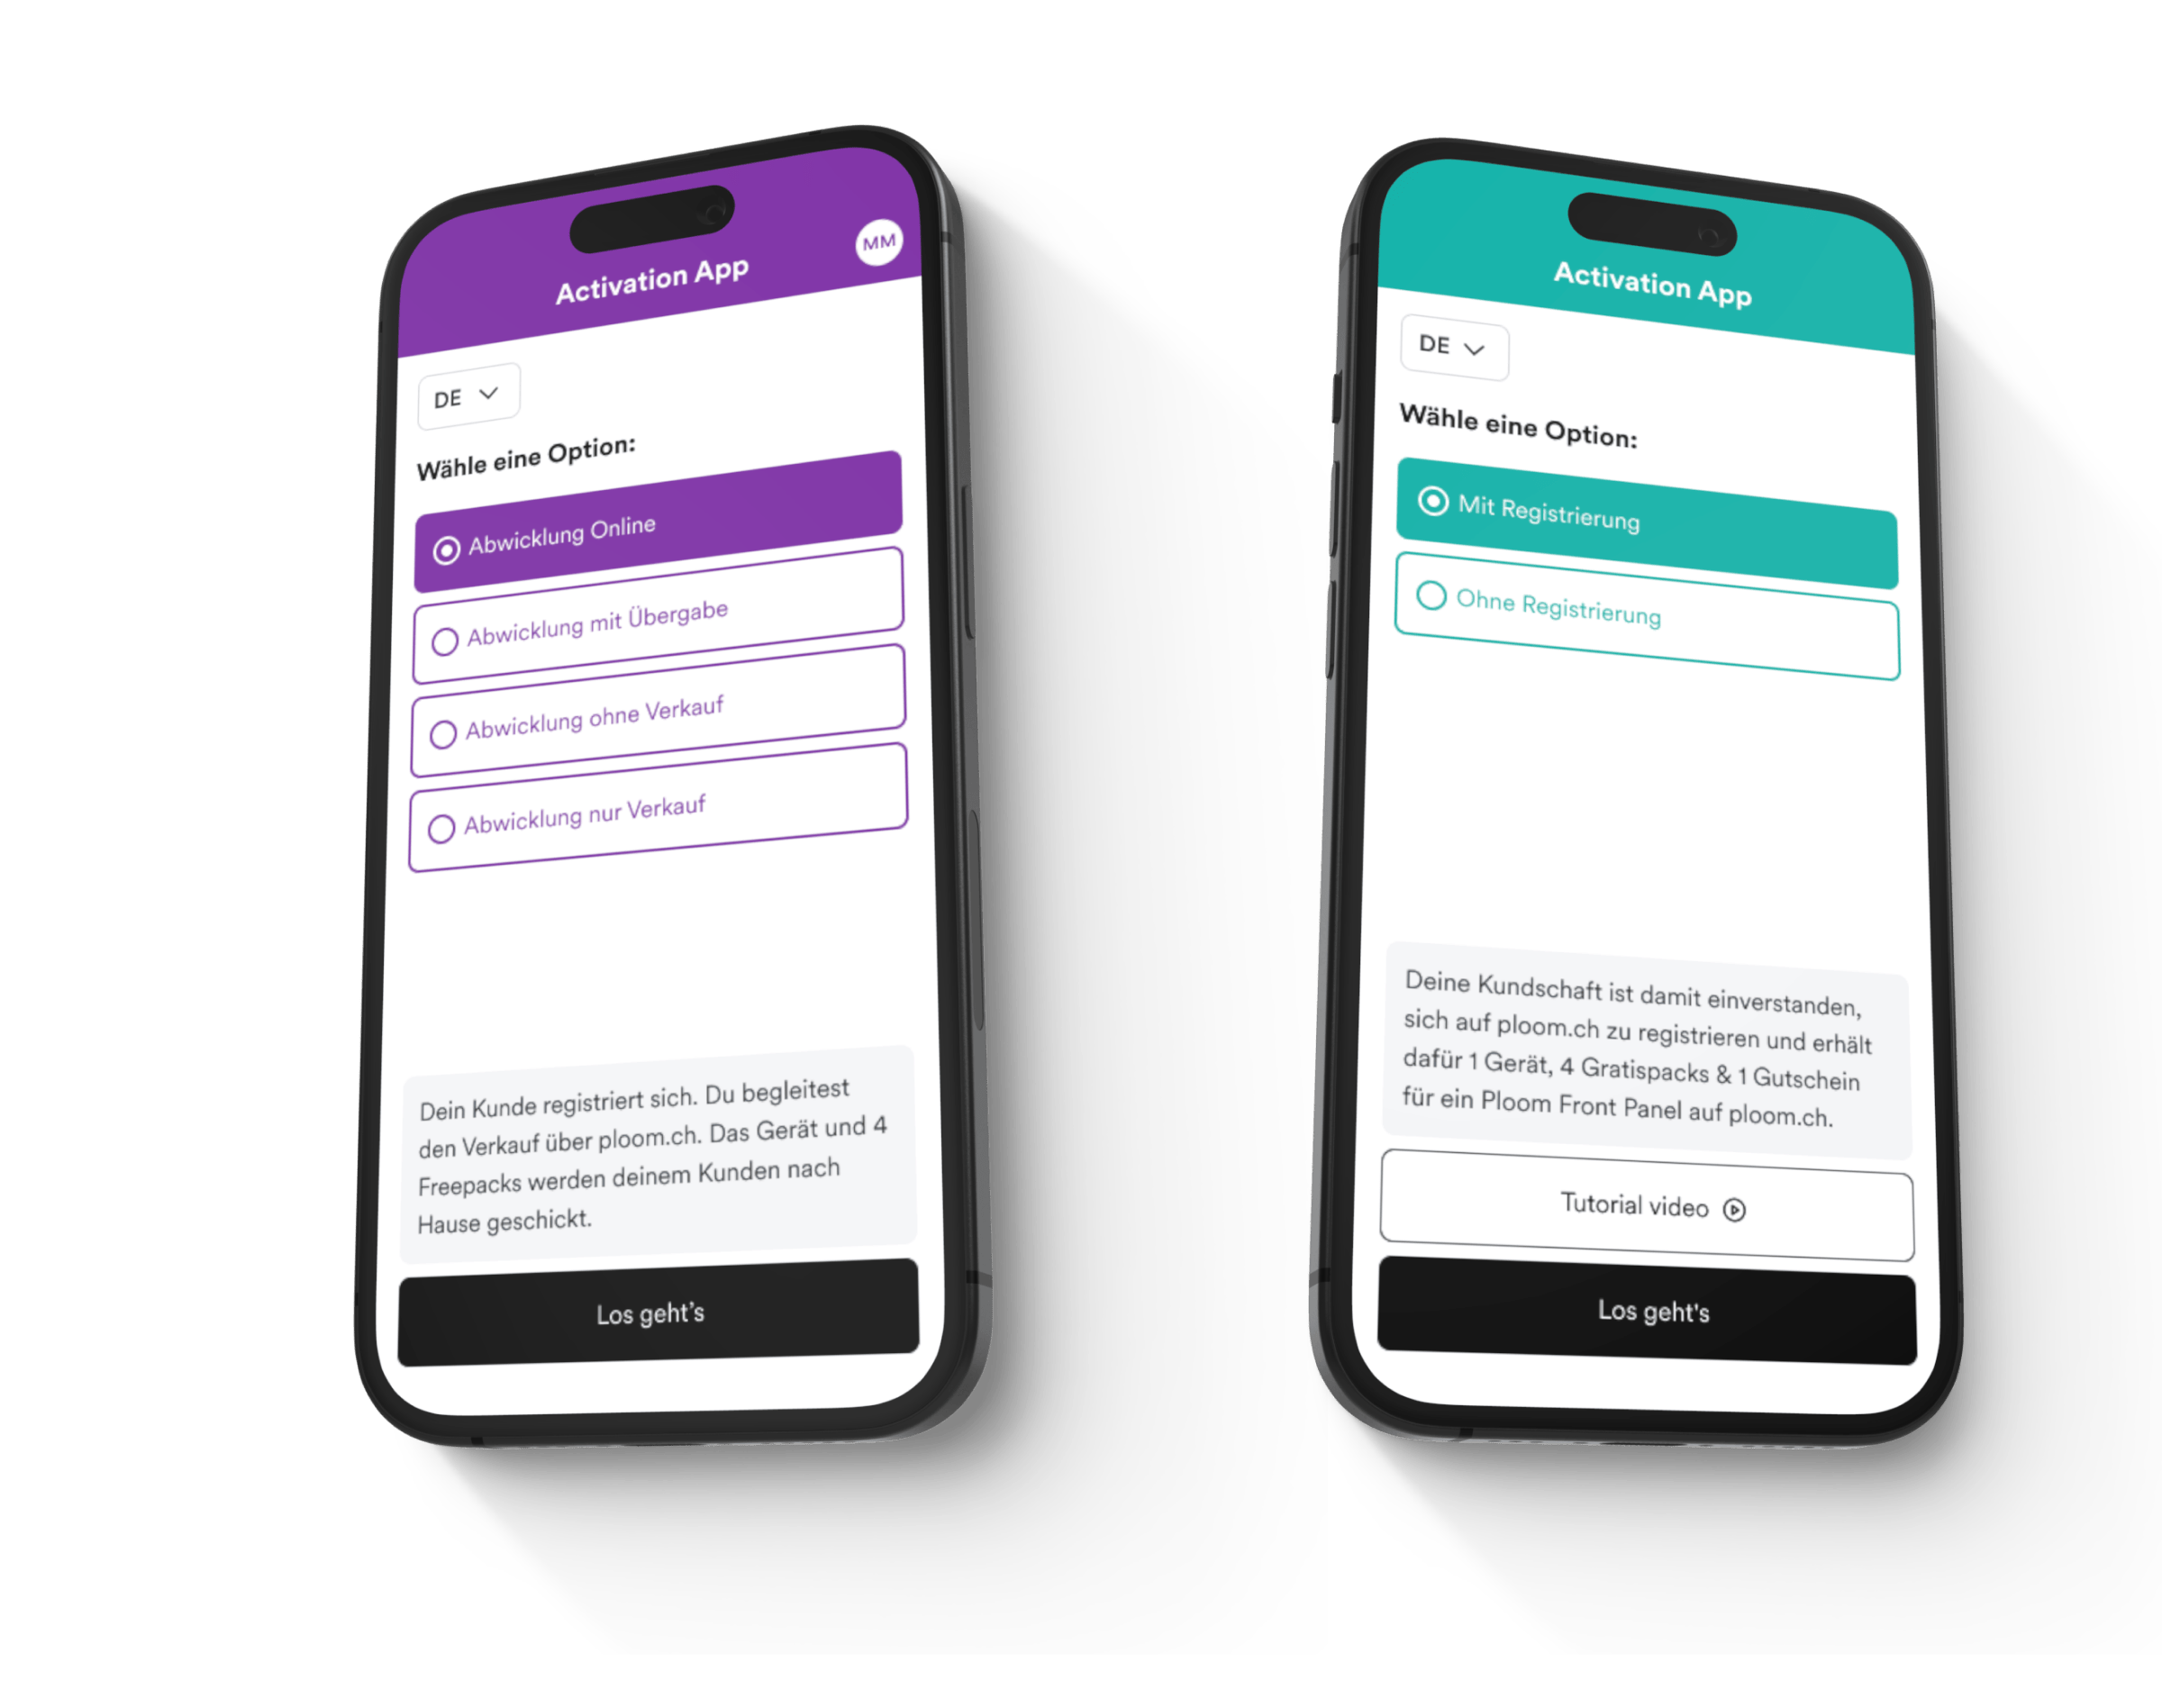 Activation App
MM
DE
Wähle eine Option:
Abwicklung Online
Abwicklung mit Übergabe
Abwicklung ohne Verkauf
Abwicklung nur Verkauf
Dein Kunde registriert sich. Du begleitest
den Verkauf über ploom.ch. Das Gerät und 4
Freepacks werden deinem Kunden nach
Hause geschickt.
Los geht’s
Activation App
DE
Wähle eine Option:
Mit Registrierung
Ohne Registrierung
Deine Kundschaft ist damit einverstanden,
sich auf ploom.ch zu registrieren und erhält
dafür 1 Gerät, 4 Gratispacks & 1 Gutschein
für ein Ploom Front Panel auf ploom.ch.
Tutorial video
Los geht's